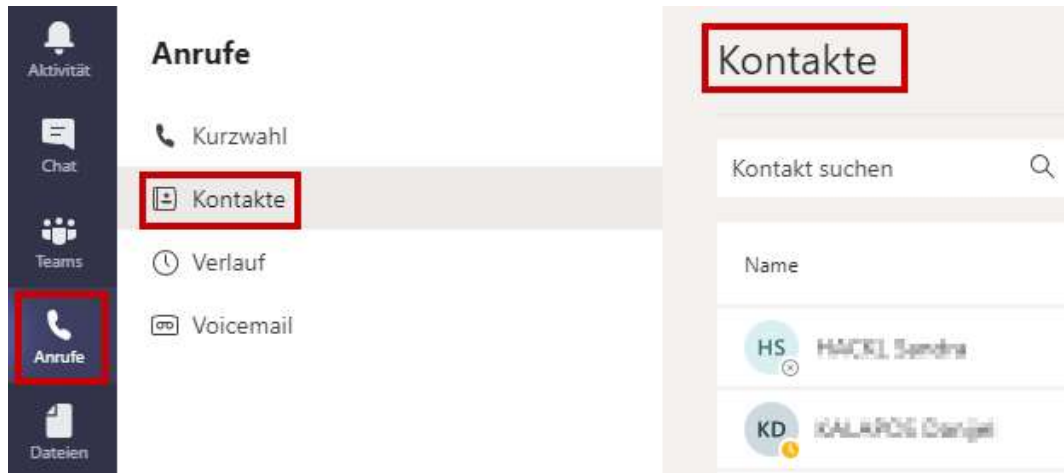 Aktivität
Chat
Teams
Anrufe
Dateien
Anrufe
Kurzwahl
Kontakte
Verlauf
Voicemail
Kontakte
Kontakt suchen
Name
HS
KD